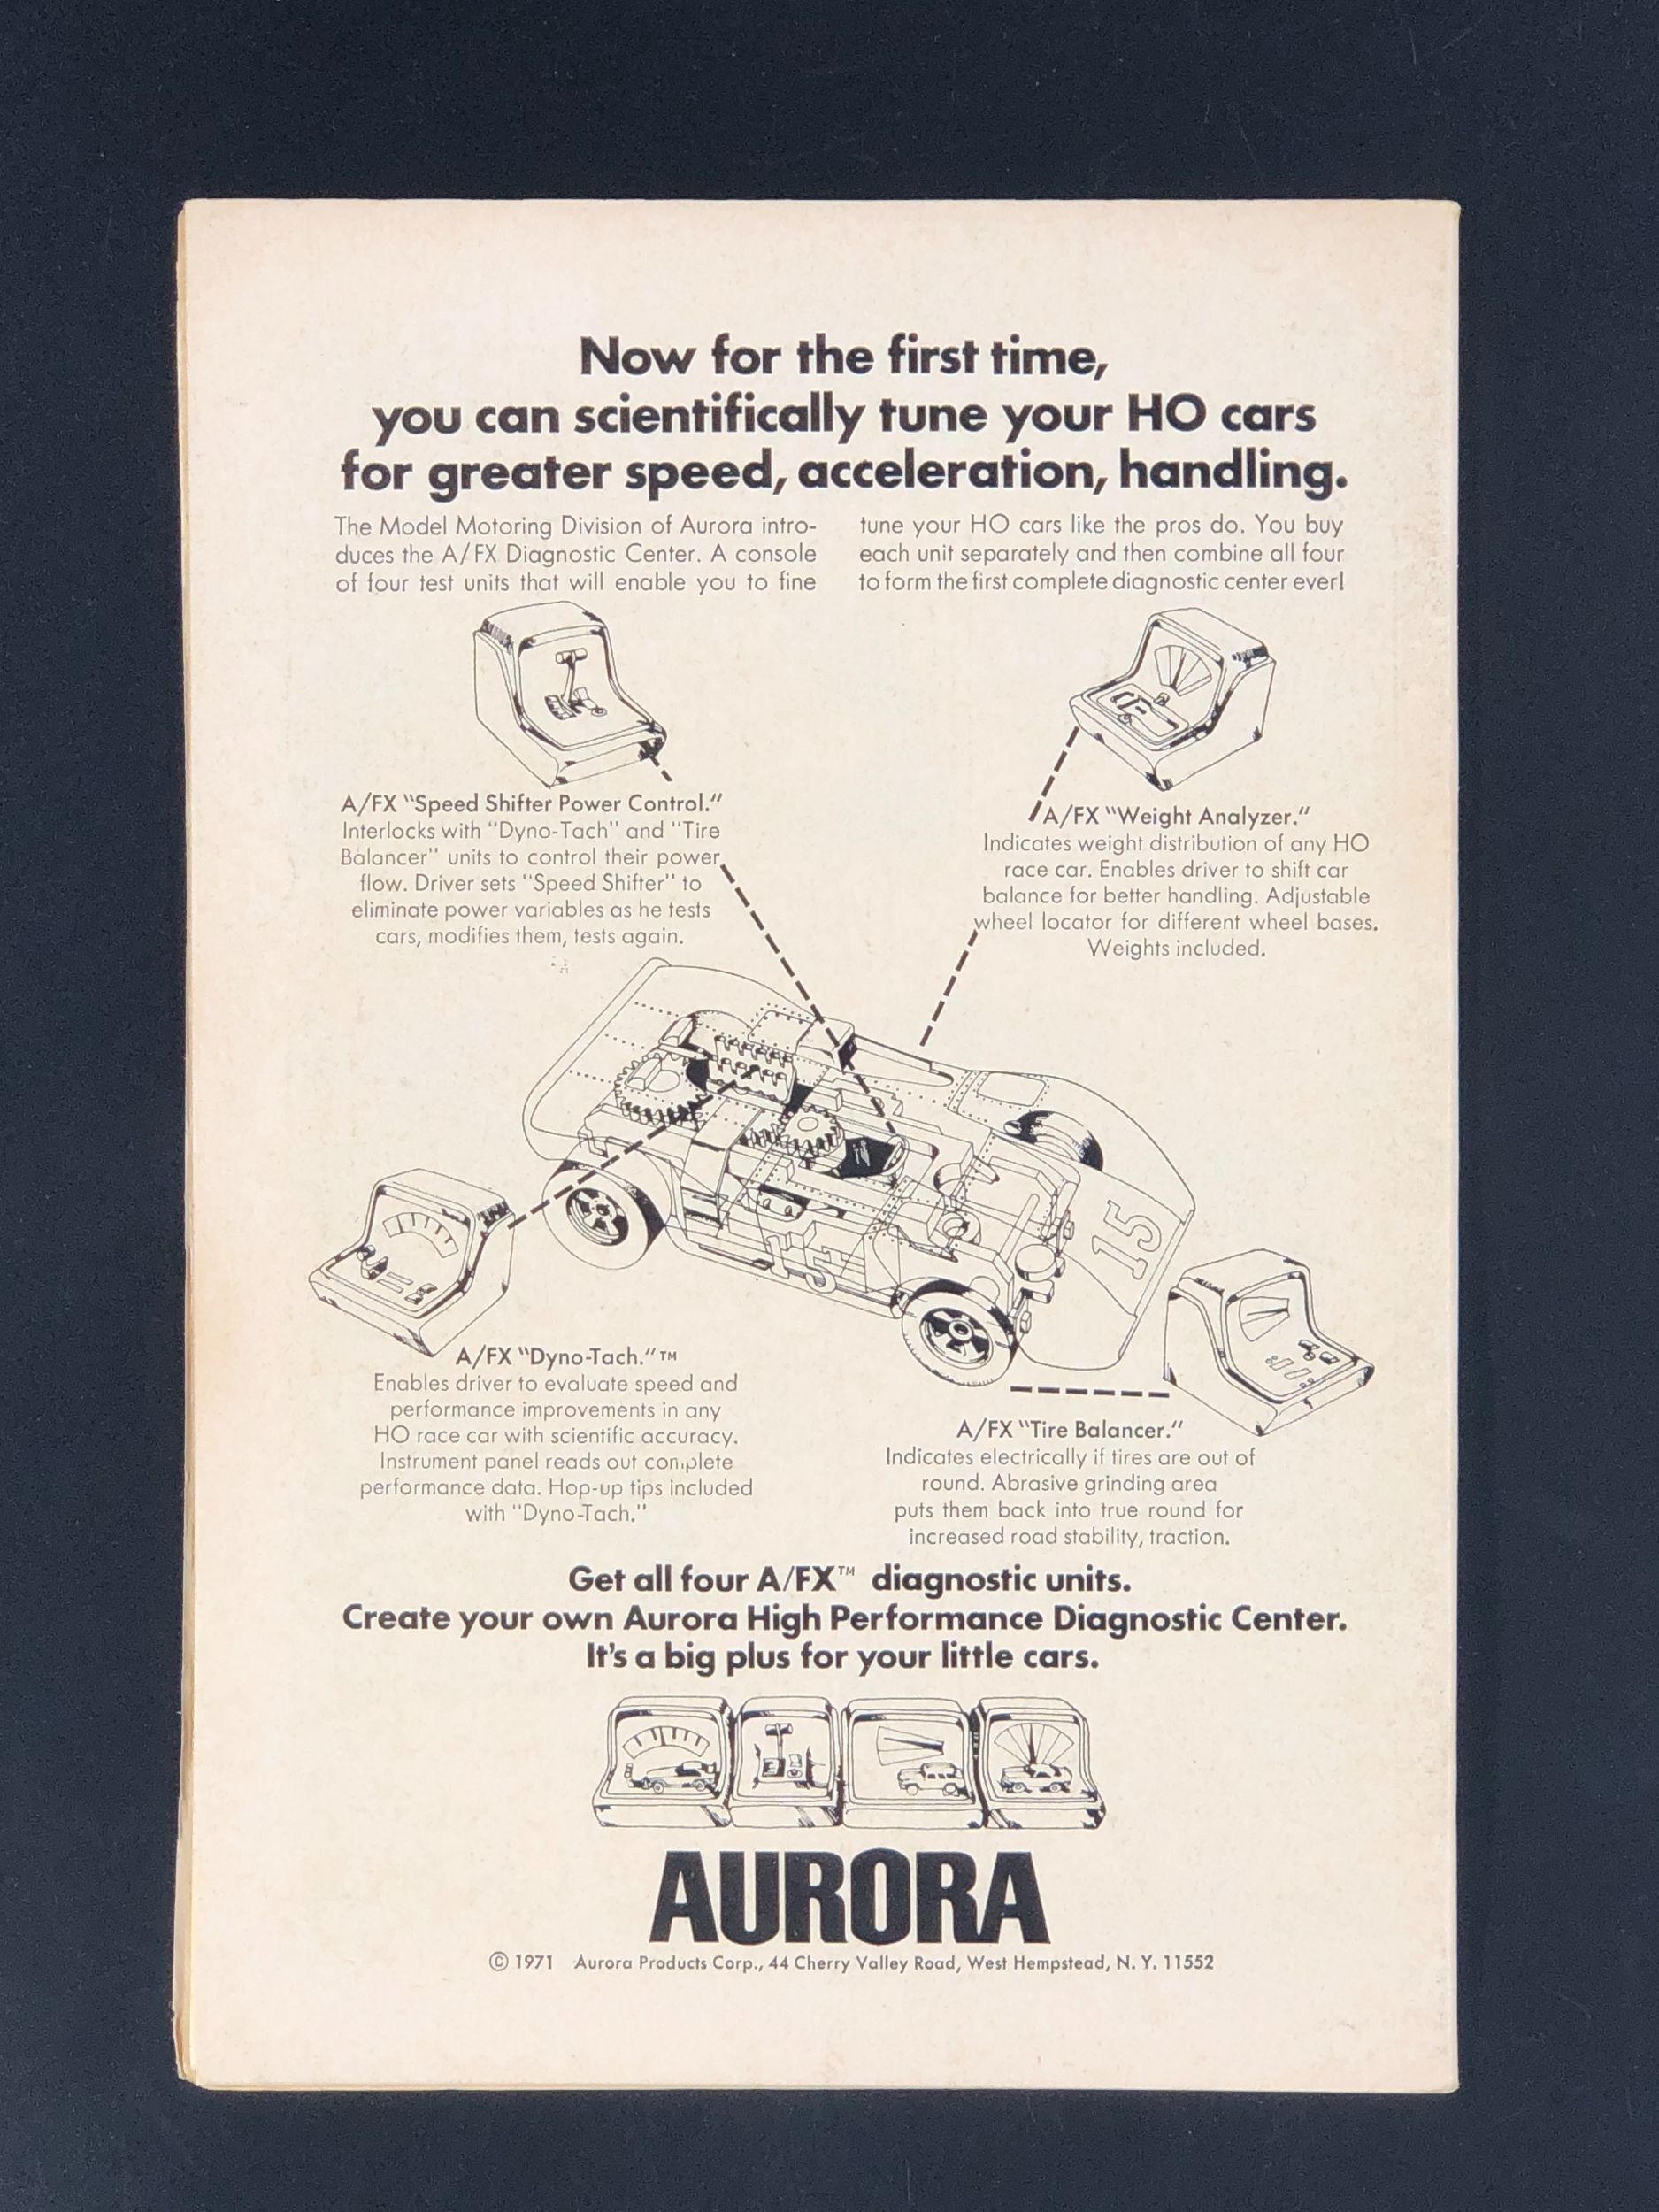 Now for the first time,
you can scientifically tune your HO cars
for greater speed, acceleration, handling.
The Model Motoring Division of Aurora intro-
duces the A/FX Diagnostic Center. A console
of four test units that will enable you to fine
tune your HO cars like the pros do. You buy
each unit separately and then combine all four
to form the first complete diagnostic center ever!
A/FX "Speed Shifter Power Control."
Interlocks with "Dyno-Tach" and "Tire
Balancer" units to control their power
flow. Driver sets "Speed Shifter" to
eliminate power variables as he tests
cars, modifies them, tests again.
A/FX "Weight Analyzer."
Indicates weight distribution of any HO
race car. Enables driver to shift car
balance for better handling. Adjustable
wheel locator for different wheel bases.
Weights included.
15
15
A/FX "Dyno-Tach."™
Enables driver to evaluate speed and
performance improvements in any
HO race car with scientific accuracy.
Instrument panel reads out complete
performance data. Hop-up tips included
with "Dyno-Tach."
A/FX "Tire Balancer."
Indicates electrically if tires are out of
round. Abrasive grinding area
puts them back into true round for
increased road stability, traction.
Get all four A/FX™ diagnostic units.
Create your own Aurora High Performance Diagnostic Center.
It's a big plus for your little cars.
AURORA
© 1971 Aurora Products Corp., 44 Cherry Valley Road, West Hempstead, N. Y. 11552